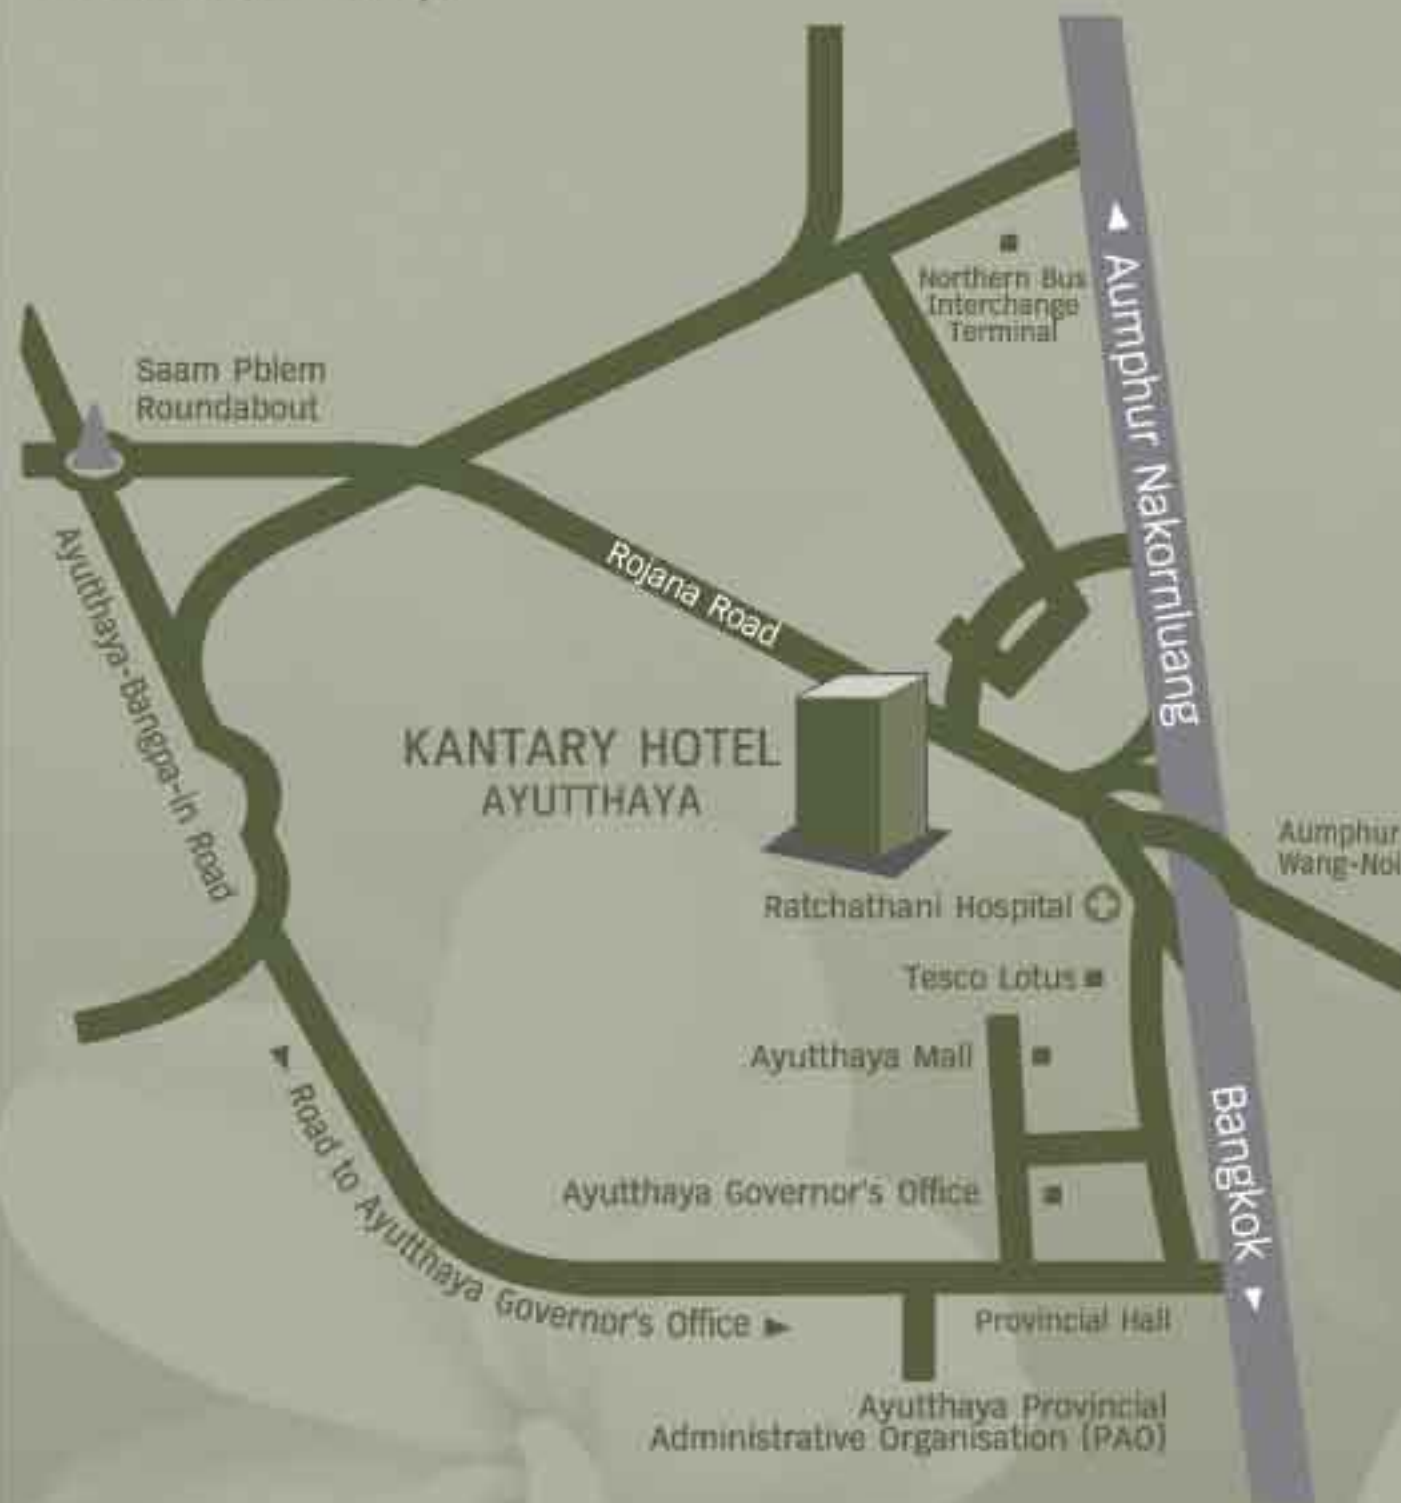 Northern Bus
Interchange
Terminal
Aumphur Nakornluang
Saam Pblem
Roundabout
Ayutthaya-Bangpa-in Road
Rojana Road
KANTARY HOTEL
AYUTTHAYA
Aumphur
Wang-Noi
Ratchathani Hospital
Tesco Lotus
Ayutthaya Mall
Bangkok
Ayutthaya Governor's Office
Road to Ayutthaya Governor's Office
Provincial Hall
Ayutthaya Provincial
Administrative Organisation (PAO)